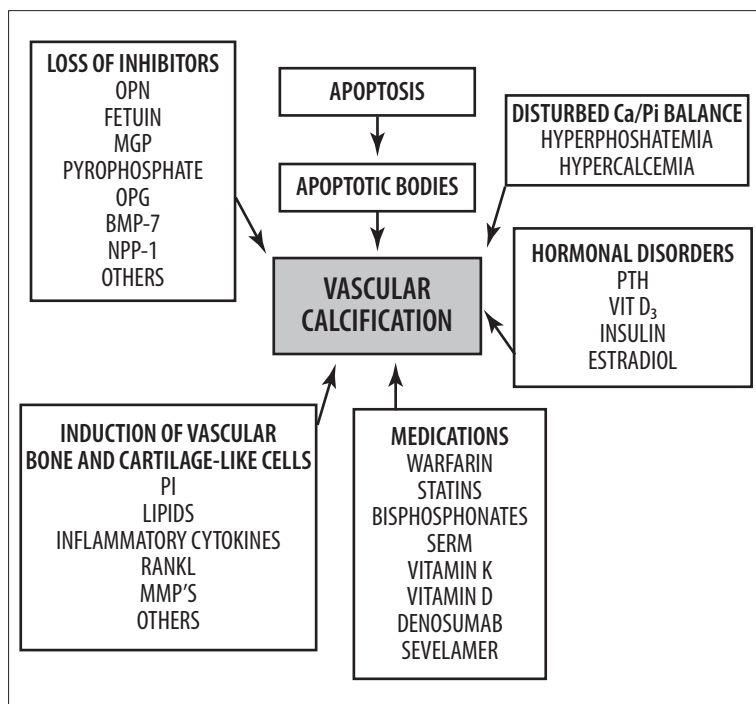 LOSS OF INHIBITORS
OPN
FETUIN
MGP
PYROPHOSPHATE
OPG
BMP-7
NPP-1
OTHERS
APOPTOSIS
APOPTOTIC BODIES
DISTURBED Ca/Pi BALANCE
HYPERPHOSHATEMIA
HYPERCALCEMIA
VASCULAR
CALCIFICATION
HORMONAL DISORDERS
PTH
VIT D₃
INSULIN
ESTRADIOL
INDUCTION OF VASCULAR
BONE AND CARTILAGE-LIKE CELLS
PI
LIPIDS
INFLAMMATORY CYTOKINES
RANKL
MMP'S
OTHERS
MEDICATIONS
WARFARIN
STATINS
BISPHOSPHONATES
SERM
VITAMIN K
VITAMIN D
DENOSUMAB
SEVELAMER